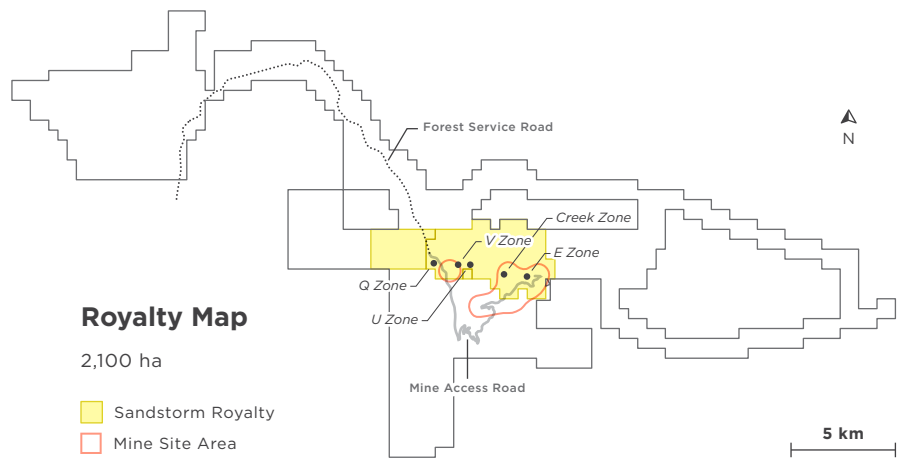 Forest Service Road
N
Creek Zone
V Zone
E Zone
Q Zone
U Zone
Royalty Map
2,100 ha
Mine Access Road
Sandstorm Royalty
Mine Site Area
5 km